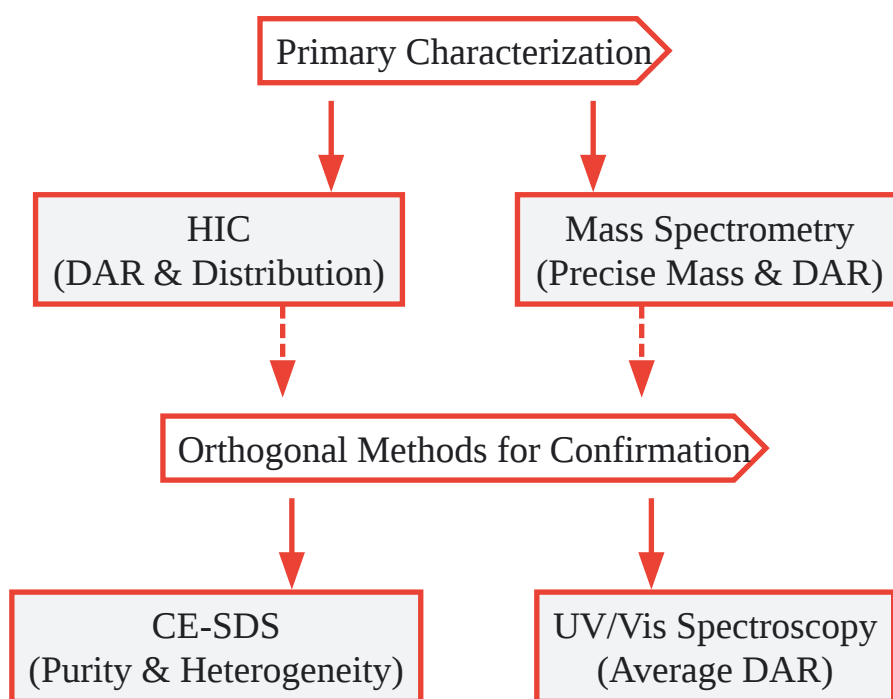 Primary Characterization
HIC
(DAR & Distribution)
Mass Spectrometry
(Precise Mass & DAR)
Orthogonal Methods for Confirmation
CE-SDS
(Purity & Heterogeneity)
UV/Vis Spectroscopy
(Average DAR)